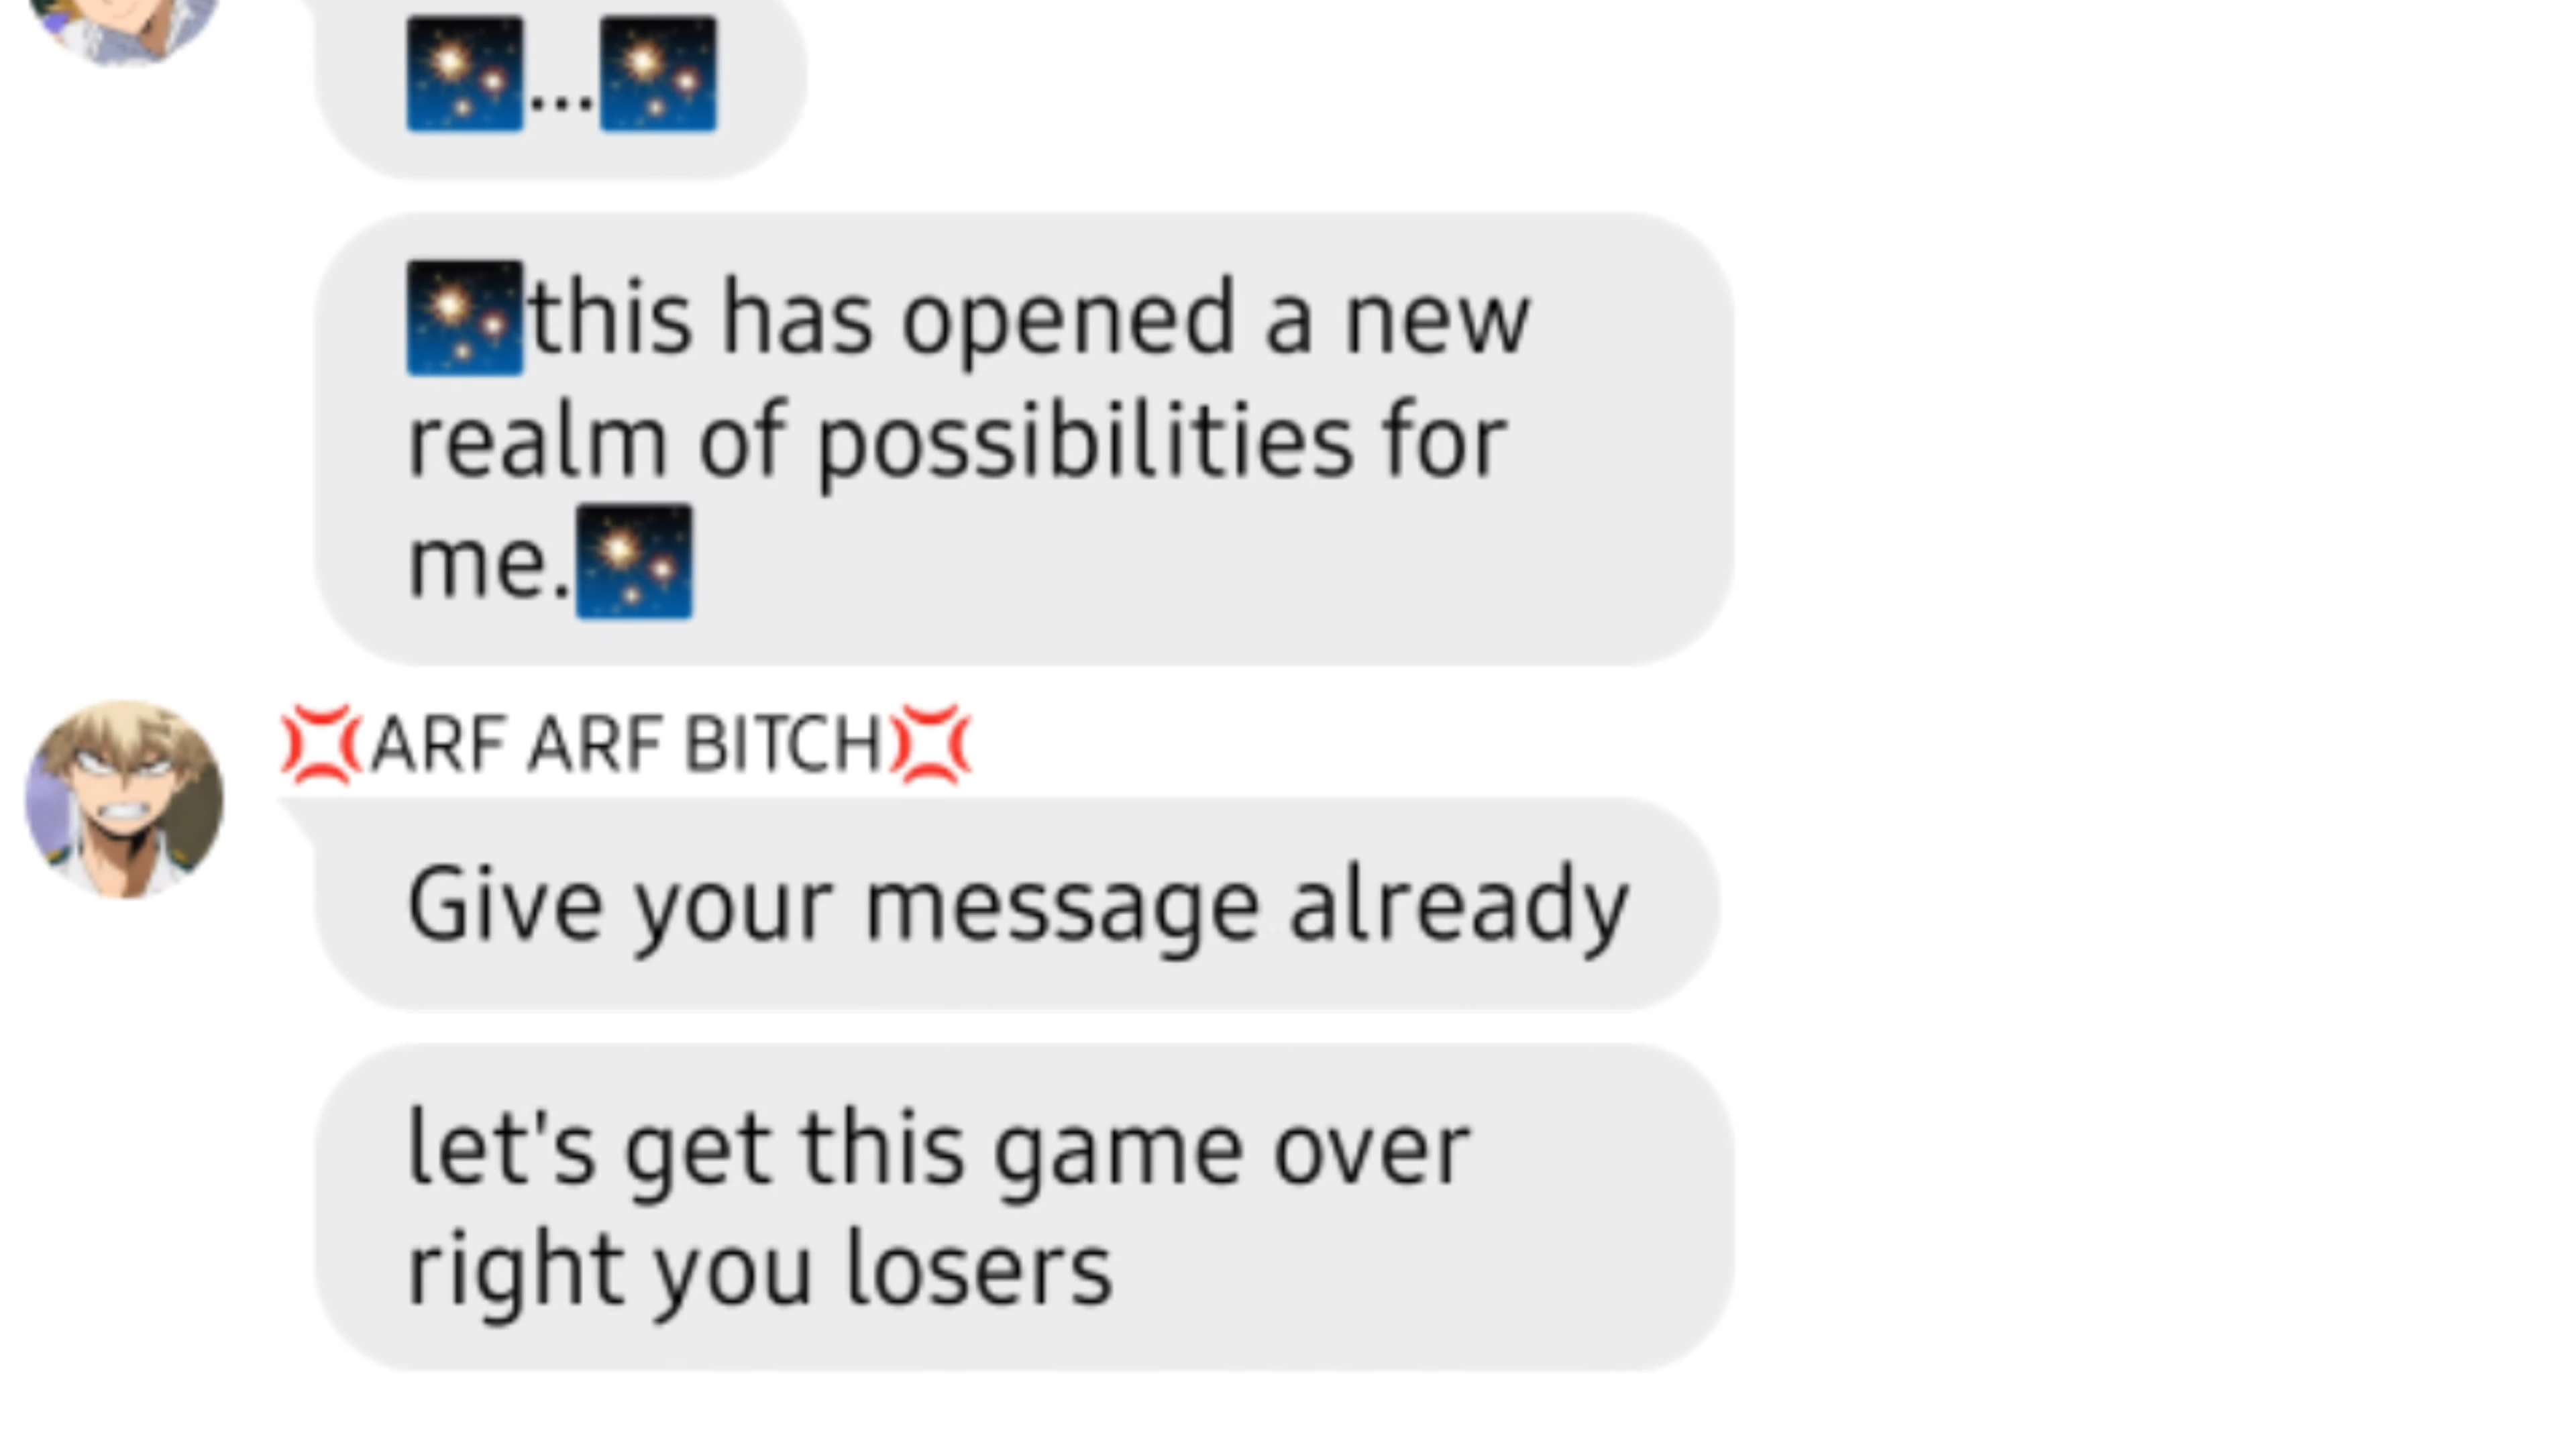 🎇...🎇
🎇this has opened a new
realm of possibilities for
me.🎇
💢ARF ARF BITCH💢
Give your message already
let's get this game over
right you losers